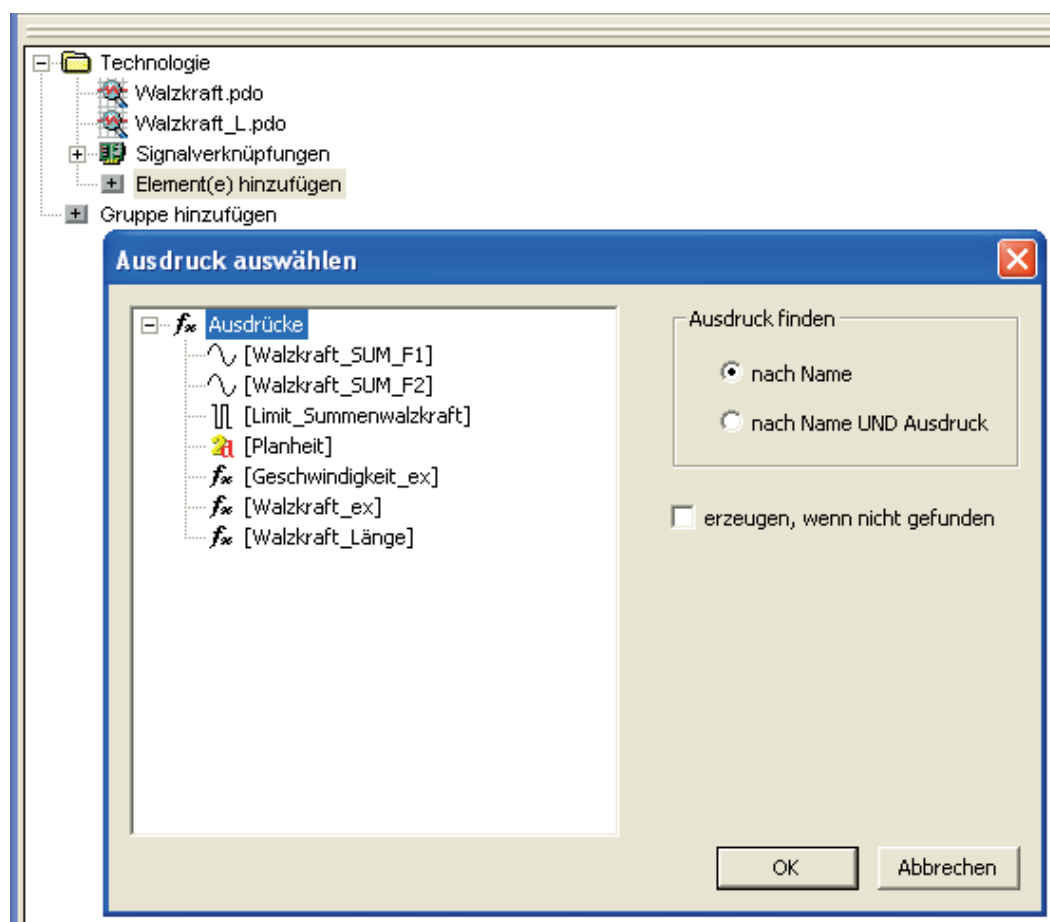 Technologie
Walzkraft.pdo
Walzkraft_L.pdo
Signalverknüpfungen
Element(e) hinzufügen
Gruppe hinzufügen
Ausdruck auswählen
Ausdrücke
[Walzkraft_SUM_F1]
[Walzkraft_SUM_F2]
[Limit_Summenwalzkraft]
[Planheit]
[Geschwindigkeit_ex]
[Walzkraft_ex]
[Walzkraft_Länge]
Ausdruck finden
nach Name
nach Name UND Ausdruck
erzeugen, wenn nicht gefunden
OK
Abbrechen